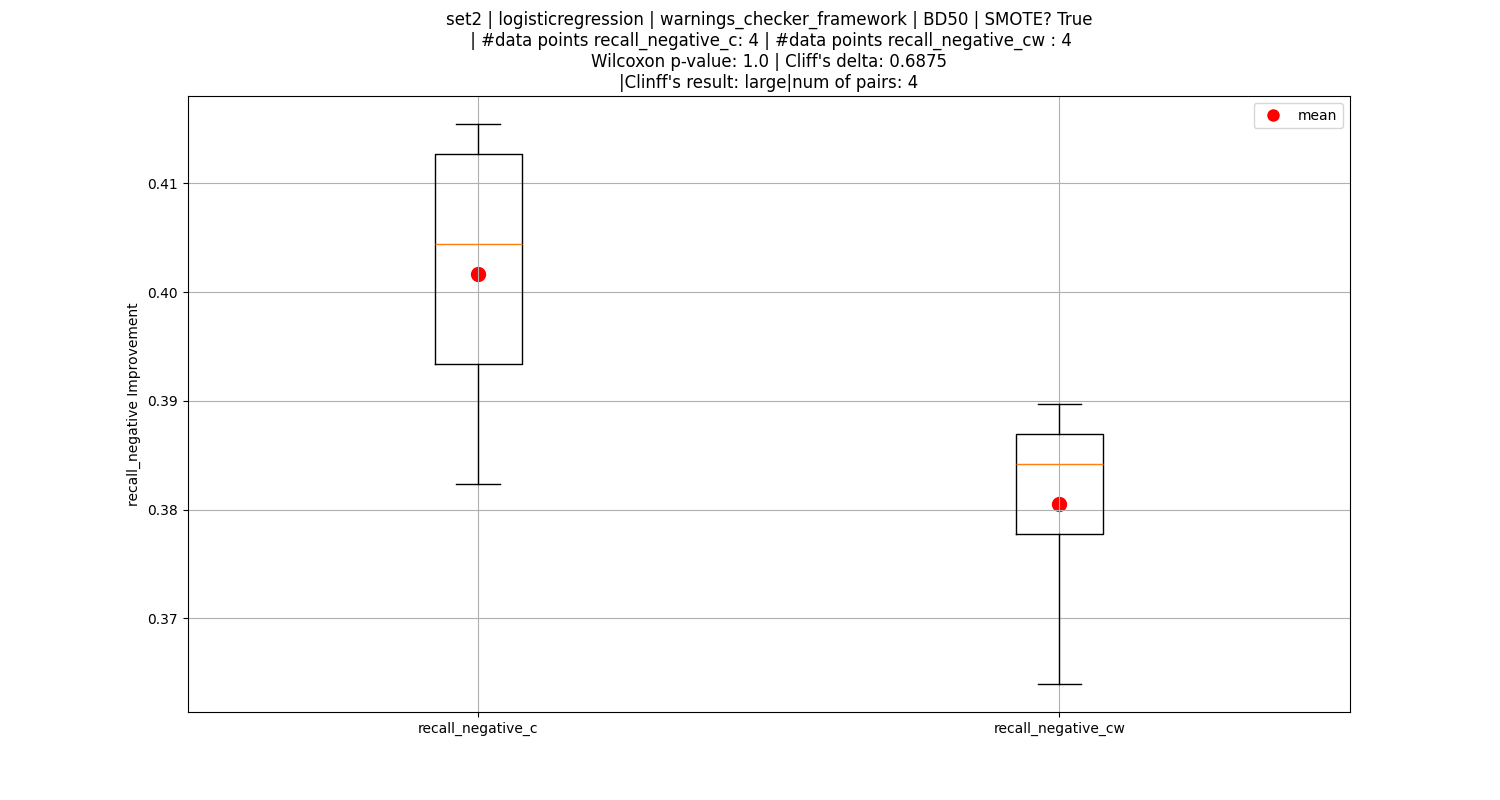 set2 | logisticregression | warnings_checker_framework | BD50 | SMOTE? True
| #data points recall_negative_c: 4 | #data points recall_negative_cw : 4
Wilcoxon p-value: 1.0 | Cliff's delta: 0.6875
|Clinff's result: large|num of pairs: 4
mean
0.41
0.40
0.39
0.38
0.37
recall_negative Improvement
recall_negative_c
recall_negative_cw